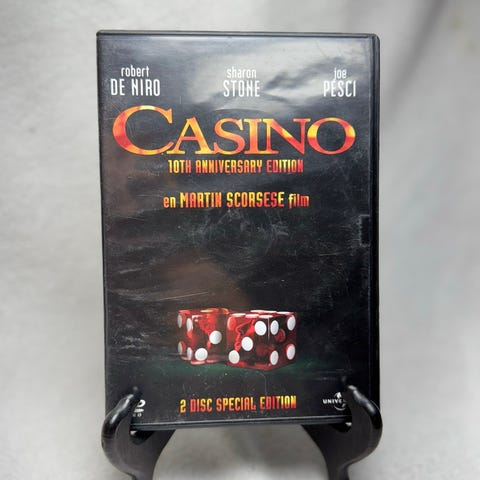 robert sharon joe
DE NIRO STONE PESCI
CASINO
10TH ANNIVERSARY EDITION
en MARTIN SCORSESE film
2 DISC SPECIAL EDITION